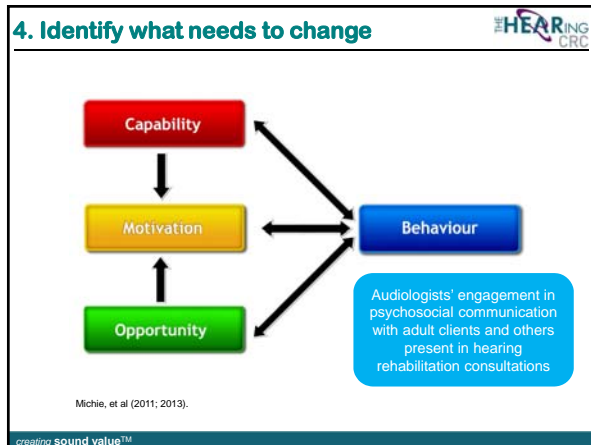 4. Identify what needs to change
THE HEARING
CRC
Capability
Motivation
Behaviour
Opportunity
Audiologists' engagement in
psychosocial communication
with adult clients and others
present in hearing
rehabilitation consultations
Michie, et al (2011; 2013).
creating sound value™